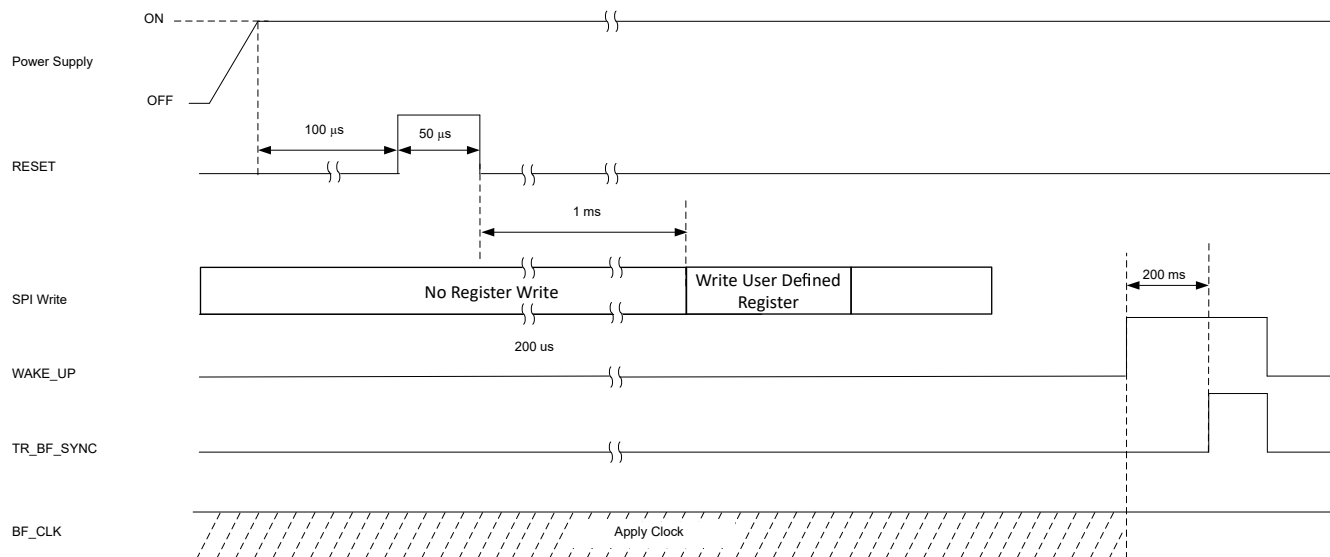 ON
Power Supply
OFF
100 μs
50 μs
RESET
1 ms
SPI Write
No Register Write
Write User Defined
Register
200 ms
200 us
WAKE_UP
TR_BF_SYNC
BF_CLK
Apply Clock